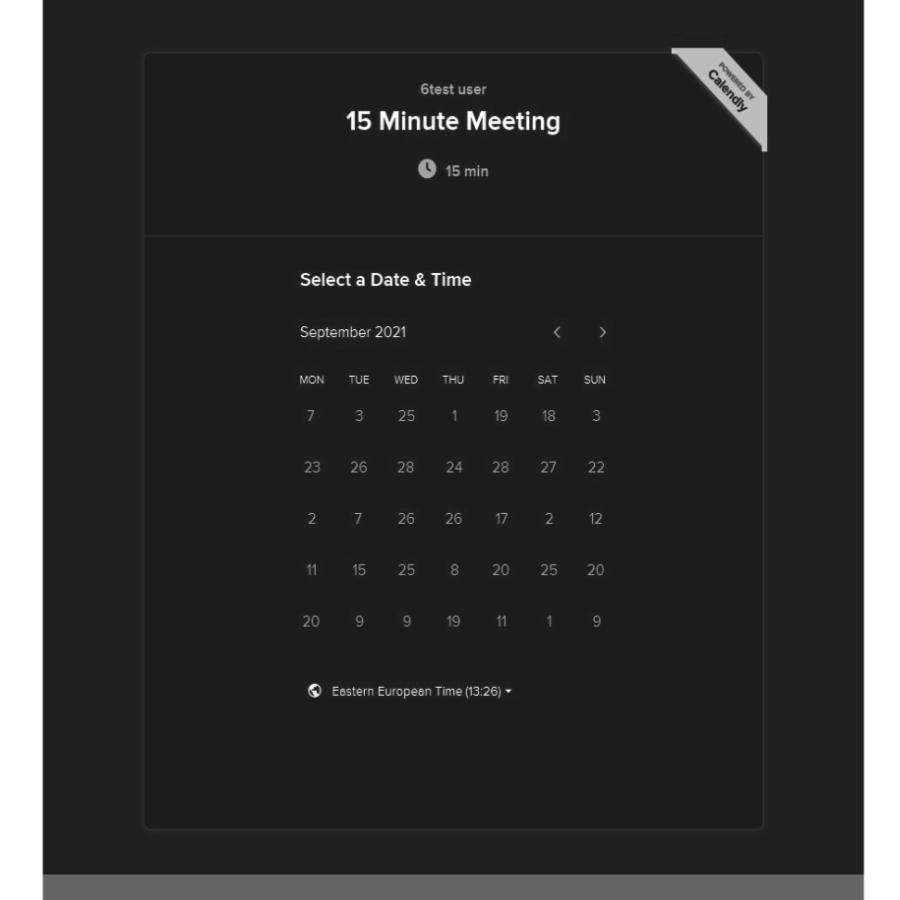 POWERED BY
Calendly
6test user
15 Minute Meeting
15 min
Select a Date & Time
September 2021
MON TUE WED THU FRI SAT SUN
7 3 25 1 19 18 3
23 26 28 24 28 27 22
2 7 26 26 17 2 12
11 15 25 8 20 25 20
20 9 9 19 11 1 9
Eastern European Time (13:26)